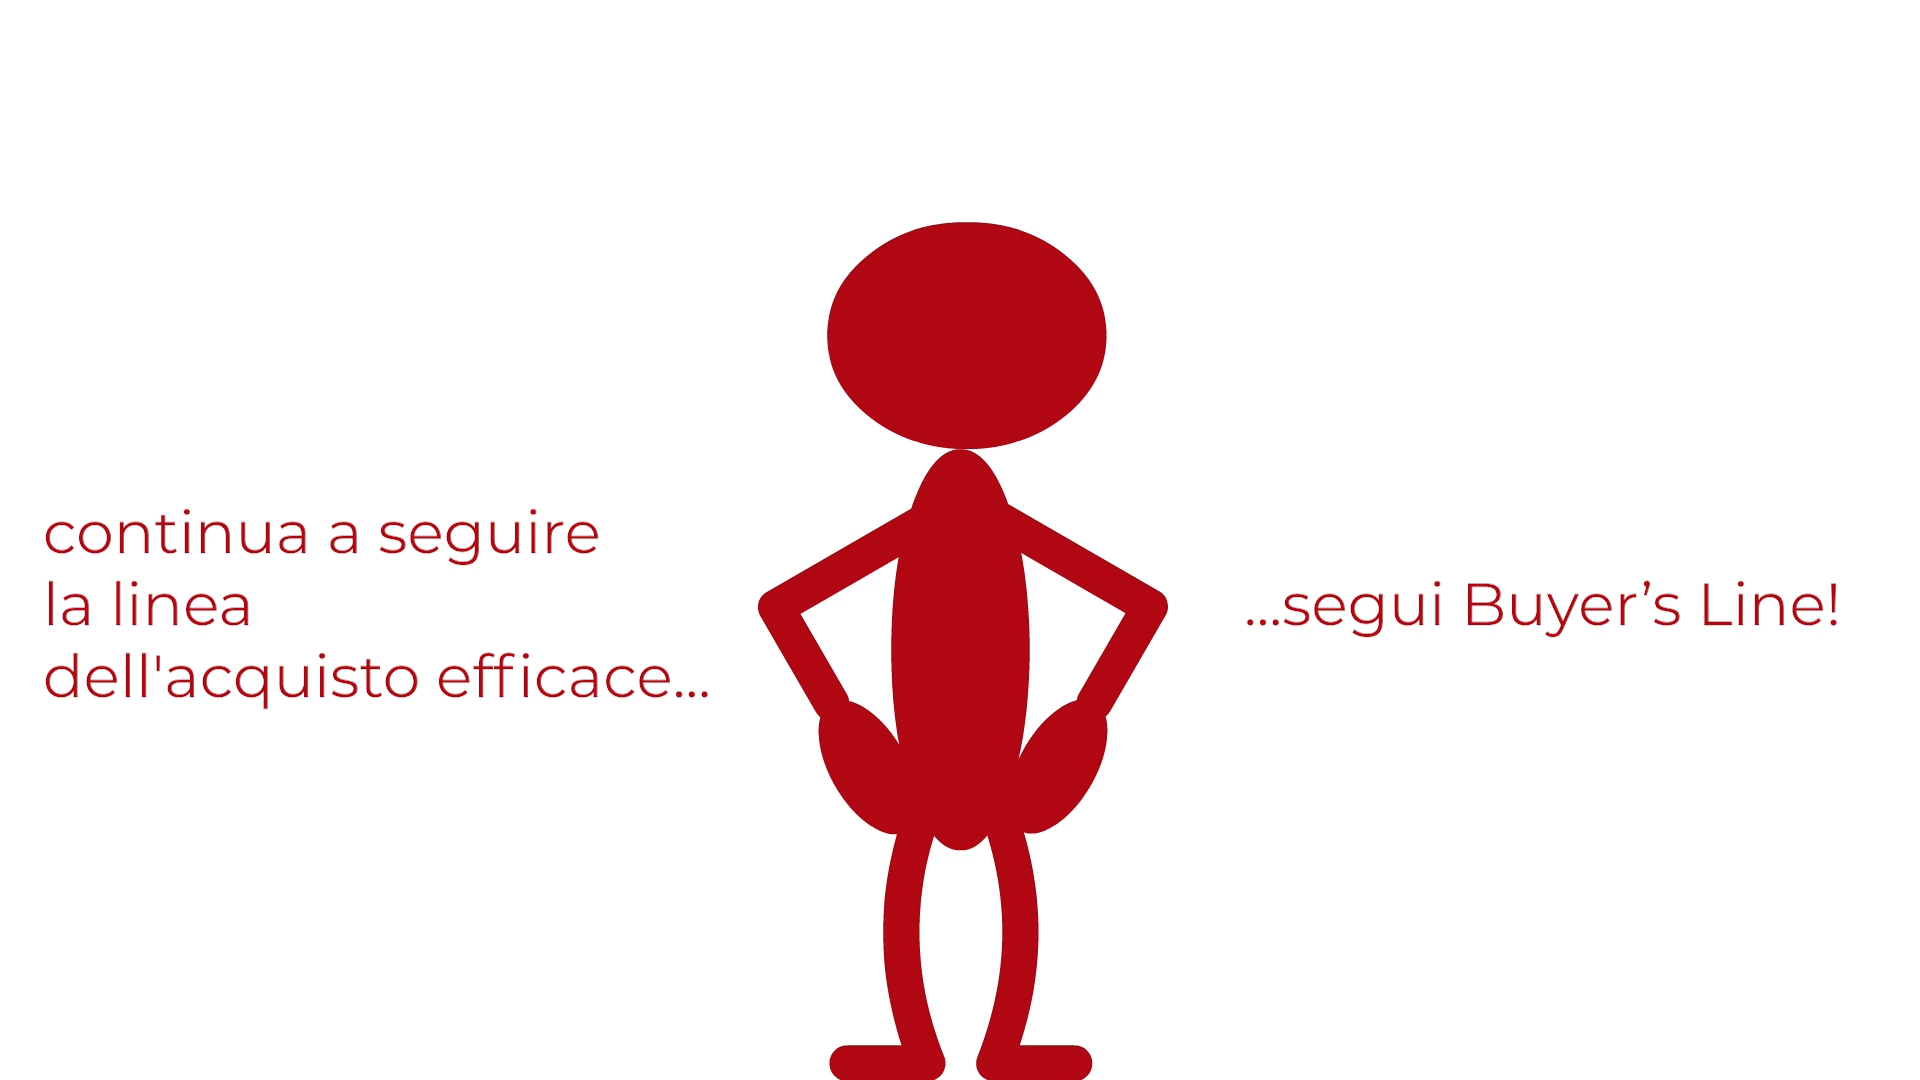 continua a seguire
la linea
dell'acquisto efficace...
...segui Buyer’s Line!